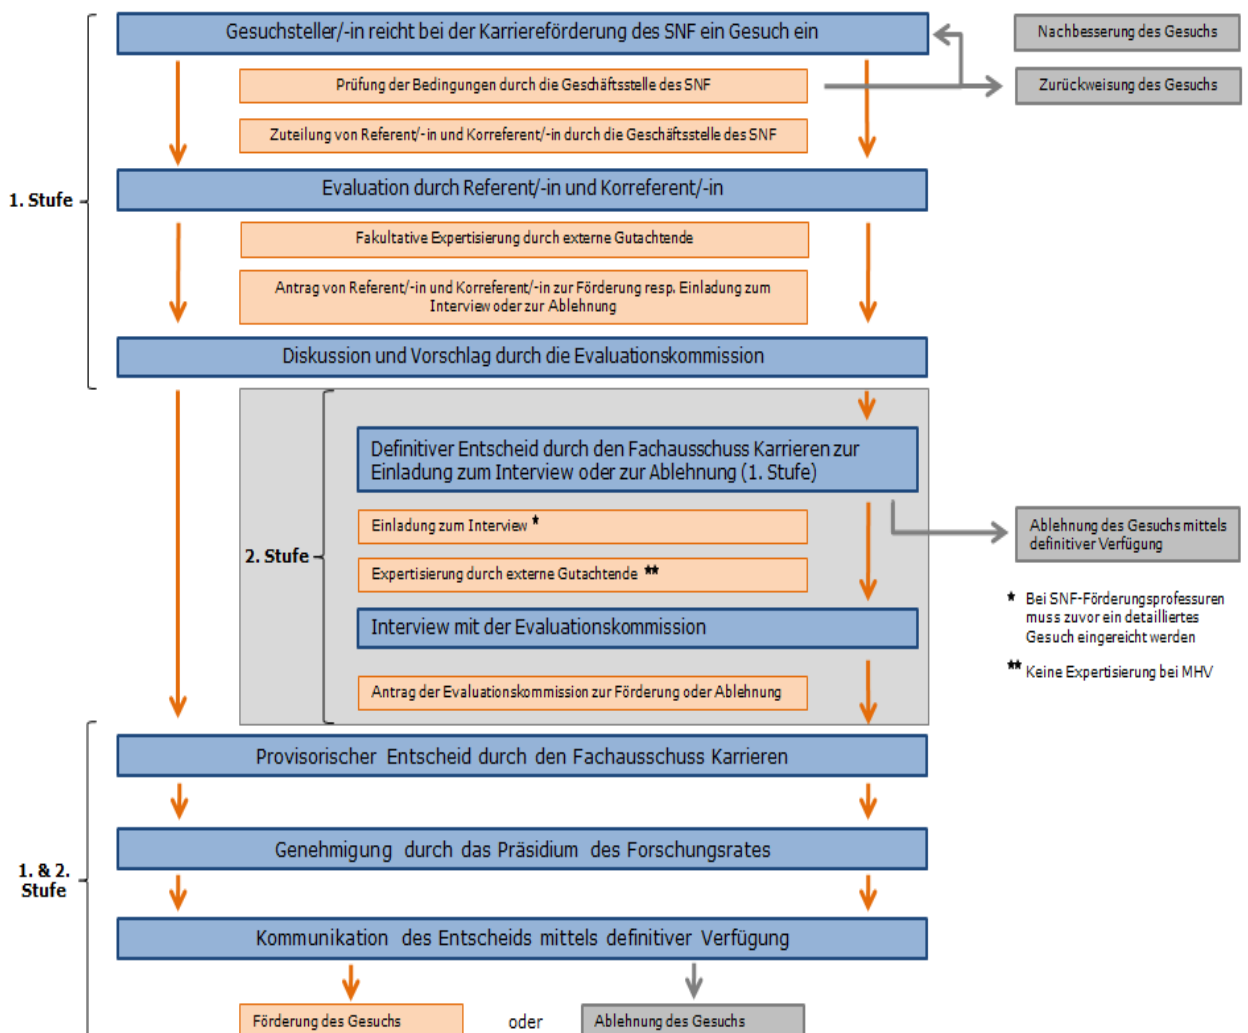 Gesuchsteller/-in reicht bei der Karriereförderung des SNF ein Gesuch ein
Nachbesserung des Gesuchs
Prüfung der Bedingungen durch die Geschäftsstelle des SNF
Zurückweisung des Gesuchs
Zuteilung von Referent/-in und Korreferent/-in durch die Geschäftsstelle des SNF
1. Stufe
Evaluation durch Referent/-in und Korreferent/-in
Fakultative Expertisierung durch externe Gutachtende
Antrag von Referent/-in und Korreferent/-in zur Förderung resp. Einladung zum
Interview oder zur Ablehnung
Diskussion und Vorschlag durch die Evaluationskommission
2. Stufe
Definitiver Entscheid durch den Fachausschuss Karrieren zur
Einladung zum Interview oder zur Ablehnung (1. Stufe)
Einladung zum Interview *
Ablehnung des Gesuchs mittels
definitiver Verfügung
Expertisierung durch externe Gutachtende **
Interview mit der Evaluationskommission
* Bei SNF-Förderungsprofessuren
muss zuvor ein detailliertes
Gesuch eingereicht werden
** Keine Expertisierung bei MHV
Antrag der Evaluationskommission zur Förderung oder Ablehnung
Provisorischer Entscheid durch den Fachausschuss Karrieren
1. & 2.
Stufe
Genehmigung durch das Präsidium des Forschungsrates
Kommunikation des Entscheids mittels definitiver Verfügung
Förderung des Gesuchs
oder
Ablehnung des Gesuchs